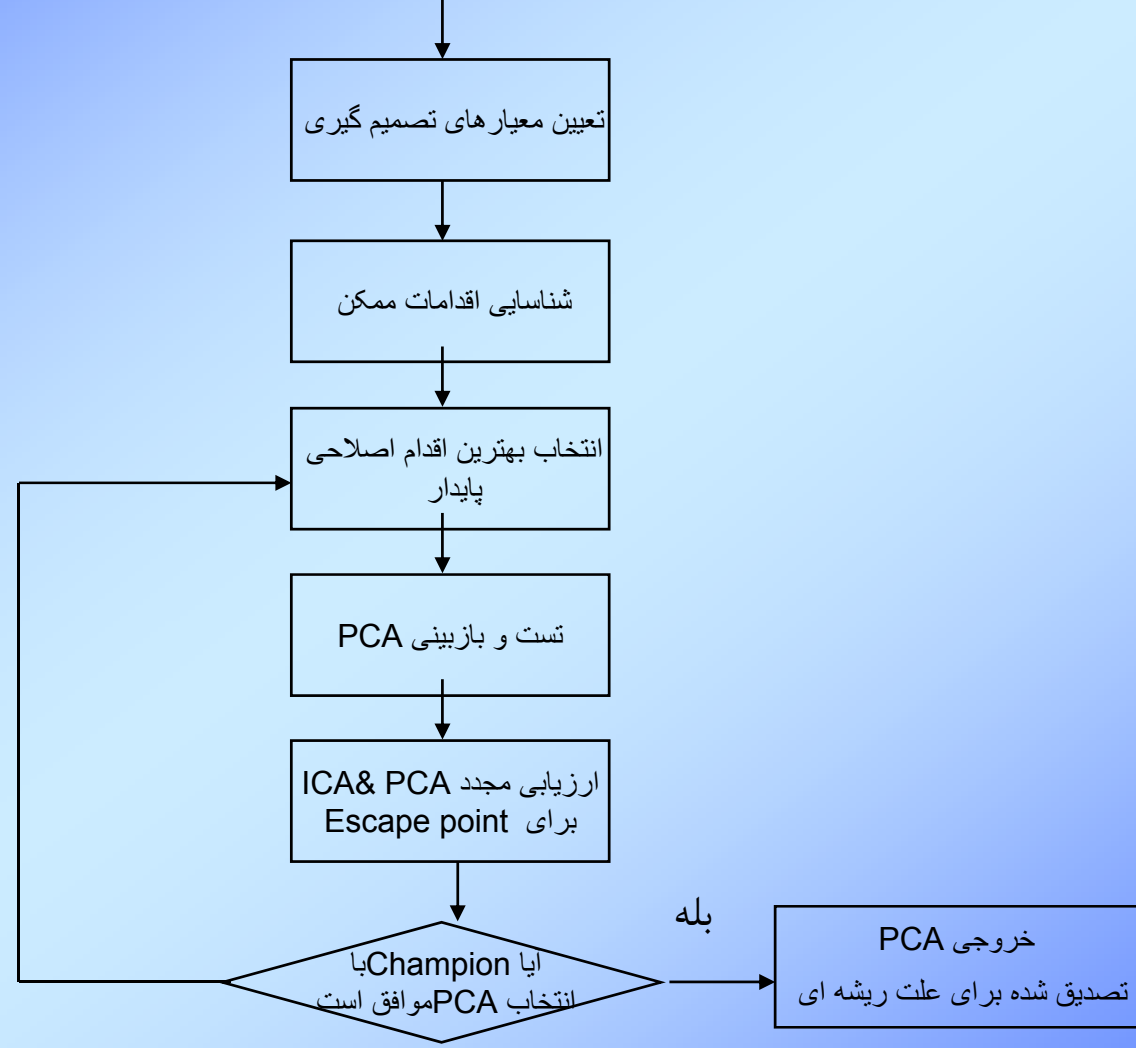 تعیین معیارهای تصمیم گیری
شناسایی اقدامات ممکن
انتخاب بهترین اقدام اصلاحی
پایدار
تست و بازبینی PCA
ارزیابی مجدد ICA& PCA
برای Escape point
ایا Championبا
انتخاب PCAموافق است
بله
خروجی PCA
تصدیق شده برای علت ریشه ای